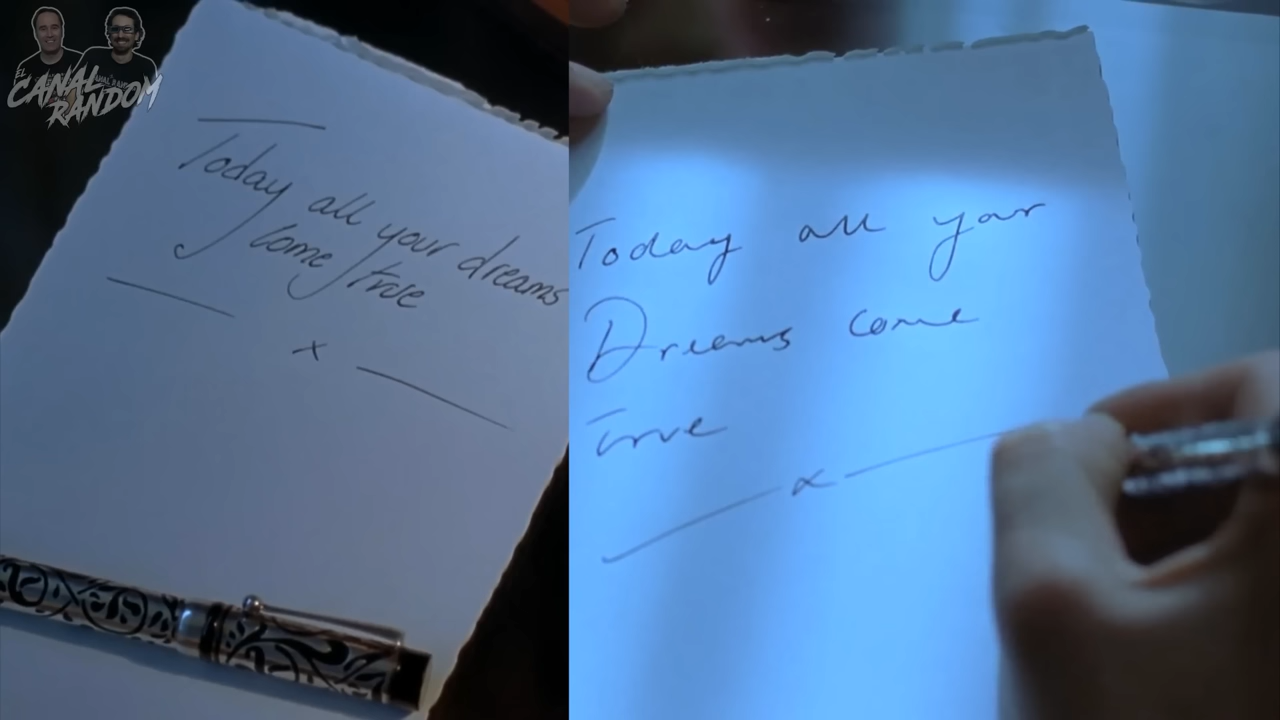 EL
CANAL
RANDOM
Today all your dreams
come true
x
Today all your
Dreams come
true
x